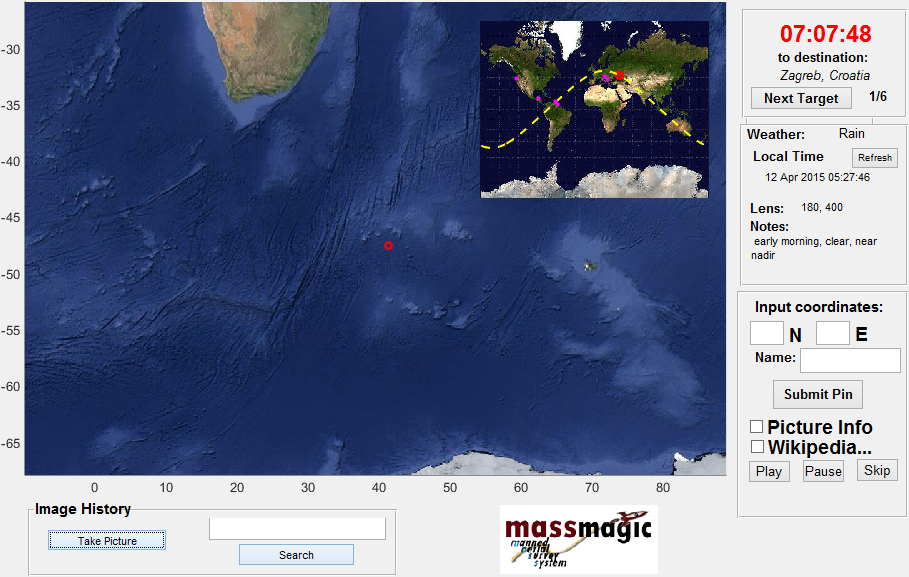 -30
-35
-40
-45
-50
-55
-60
-65
0 10 20 30 40 50 60 70 80
07:07:48
to destination:
Zagreb, Croatia
Next Target 1/6
Weather: Rain
Local Time Refresh
12 Apr 2015 05:27:46
Lens: 180, 400
Notes:
early morning, clear, near
nadir
Input coordinates:
N E
Name:
Submit Pin
Picture Info
Wikipedia...
Play Pause Skip
Image History
Take Picture
Search
massmagic
manned
aerial
survey
system